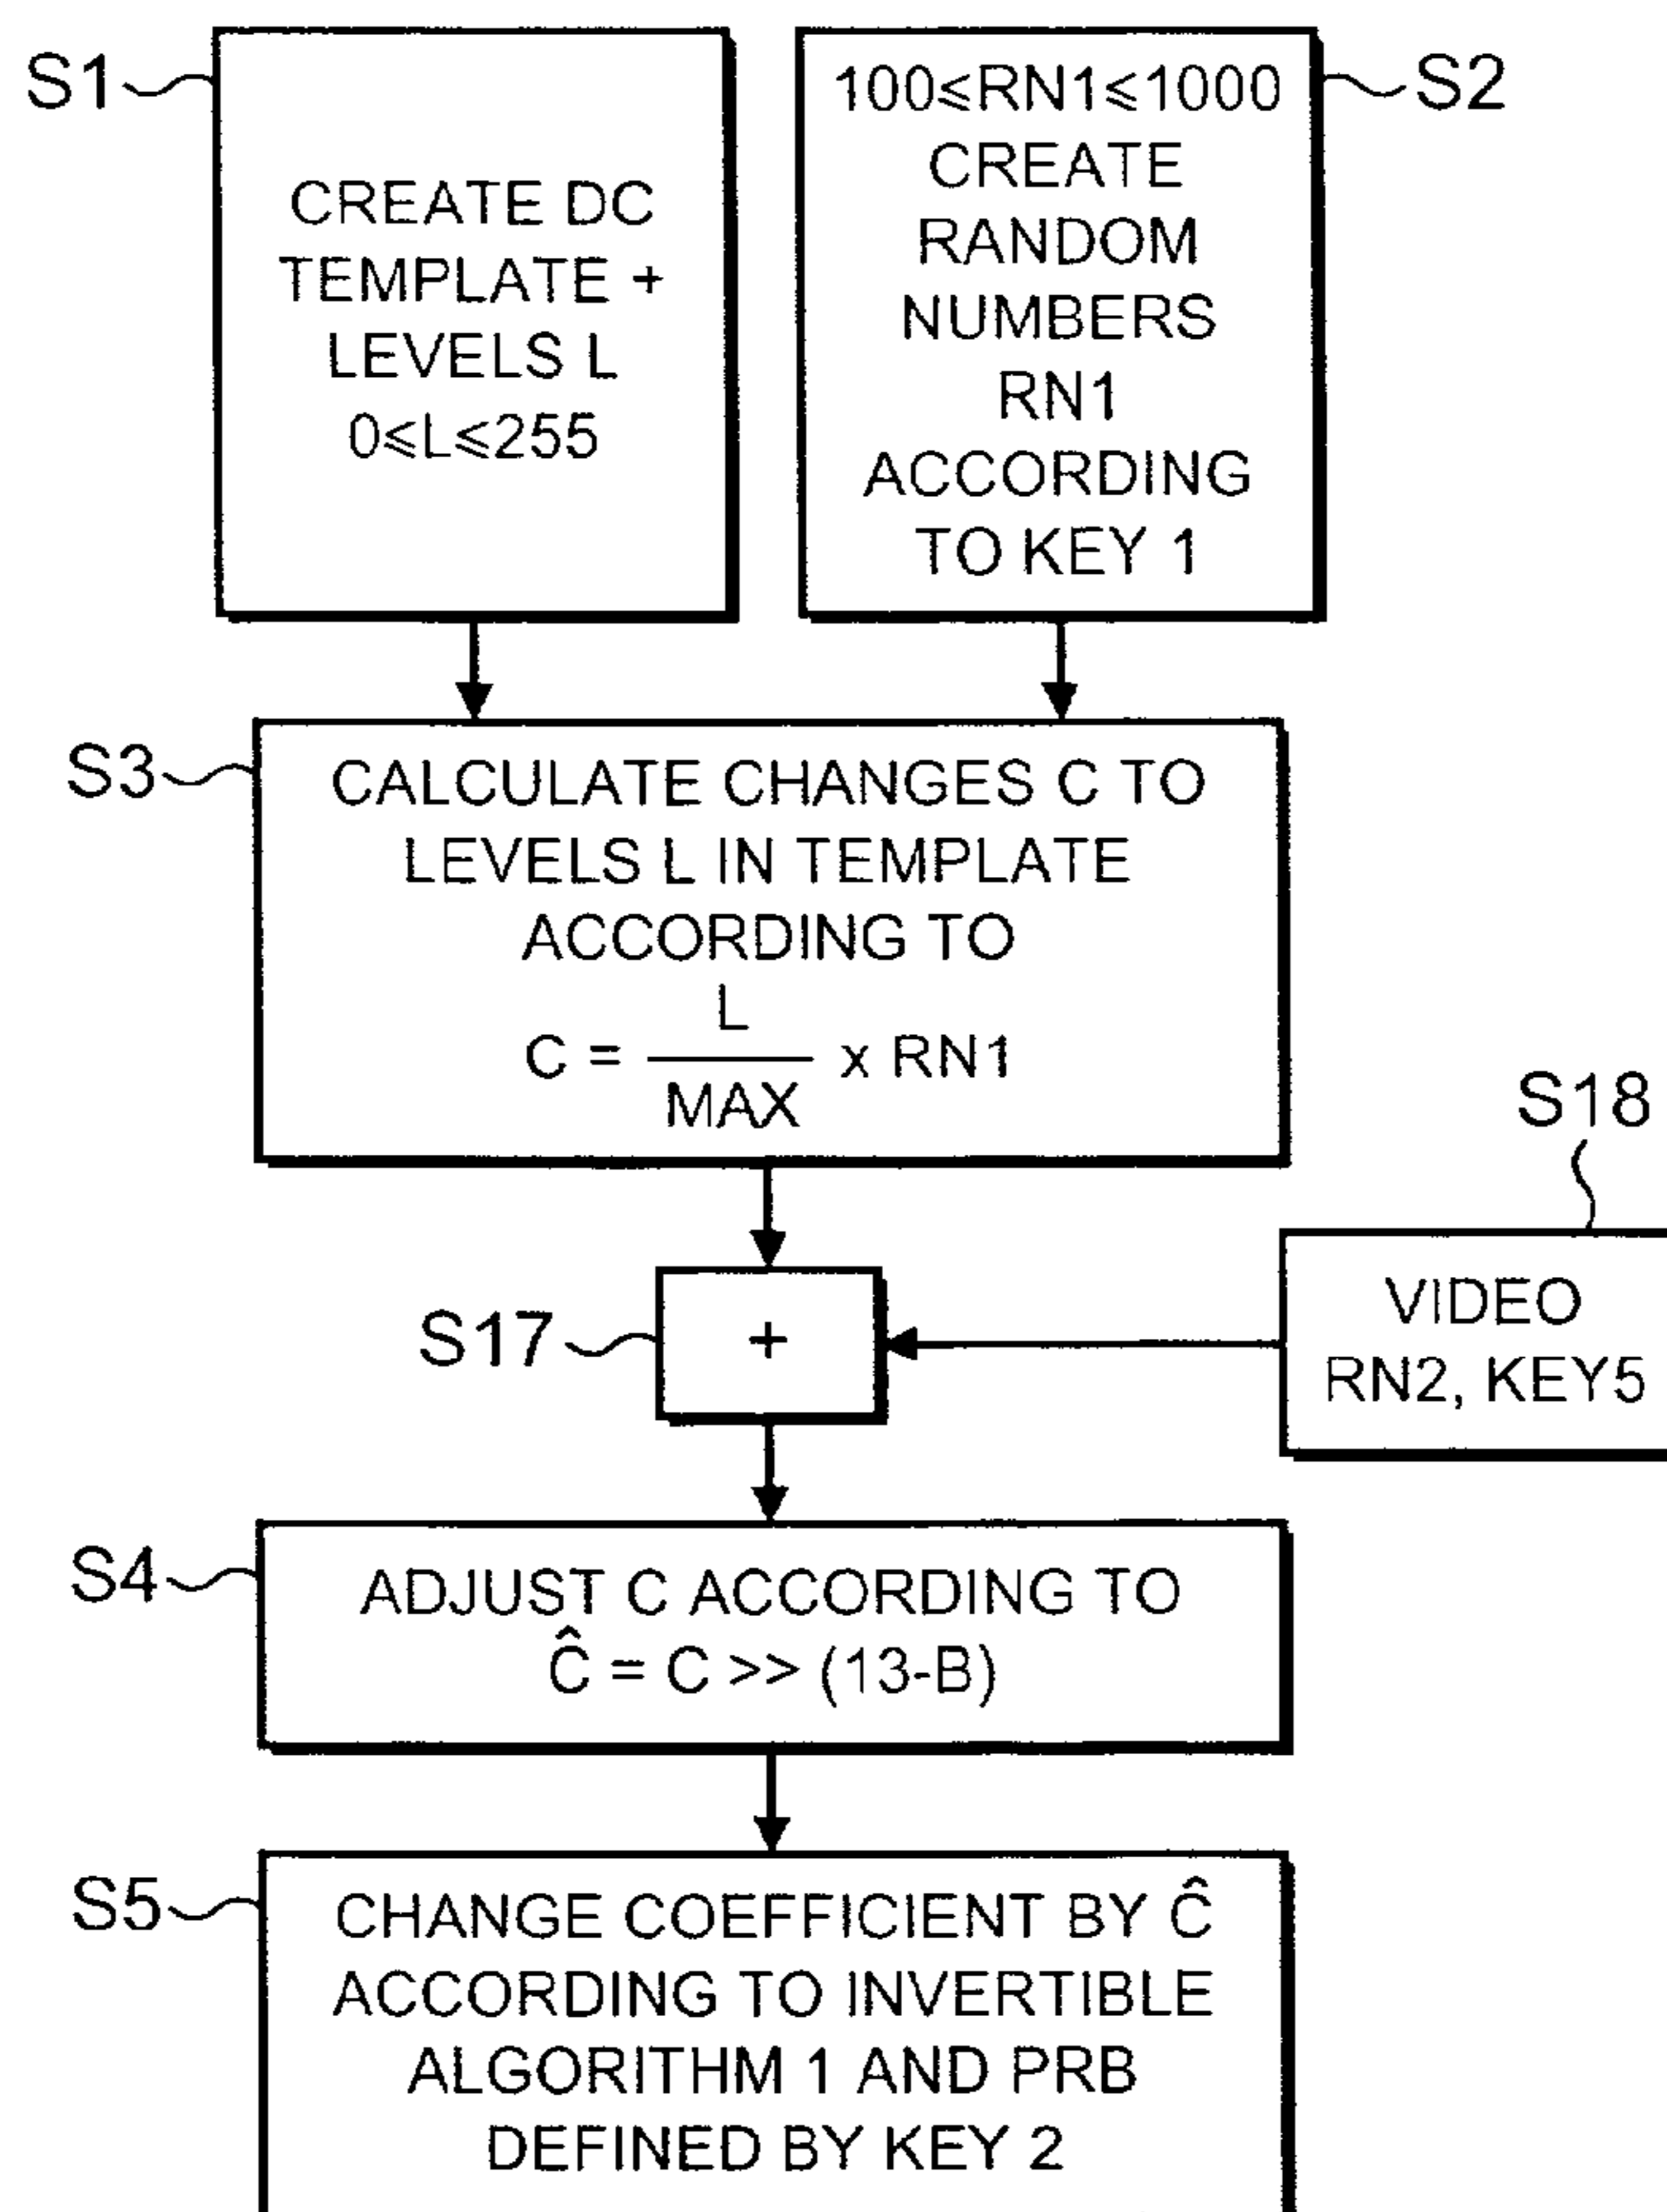 S1
CREATE DC
TEMPLATE +
LEVELS L
0⩽L⩽255
S2
100⩽RN1⩽1000
CREATE
RANDOM
NUMBERS
RN1
ACCORDING
TO KEY 1
S3
CALCULATE CHANGES C TO
LEVELS L IN TEMPLATE
ACCORDING TO
L
C = ——— x RN1
MAX
S18
VIDEO
RN2, KEY5
S17
+
S4
ADJUST C ACCORDING TO
Ĉ = C >> (13-B)
S5
CHANGE COEFFICIENT BY Ĉ
ACCORDING TO INVERTIBLE
ALGORITHM 1 AND PRB
DEFINED BY KEY 2